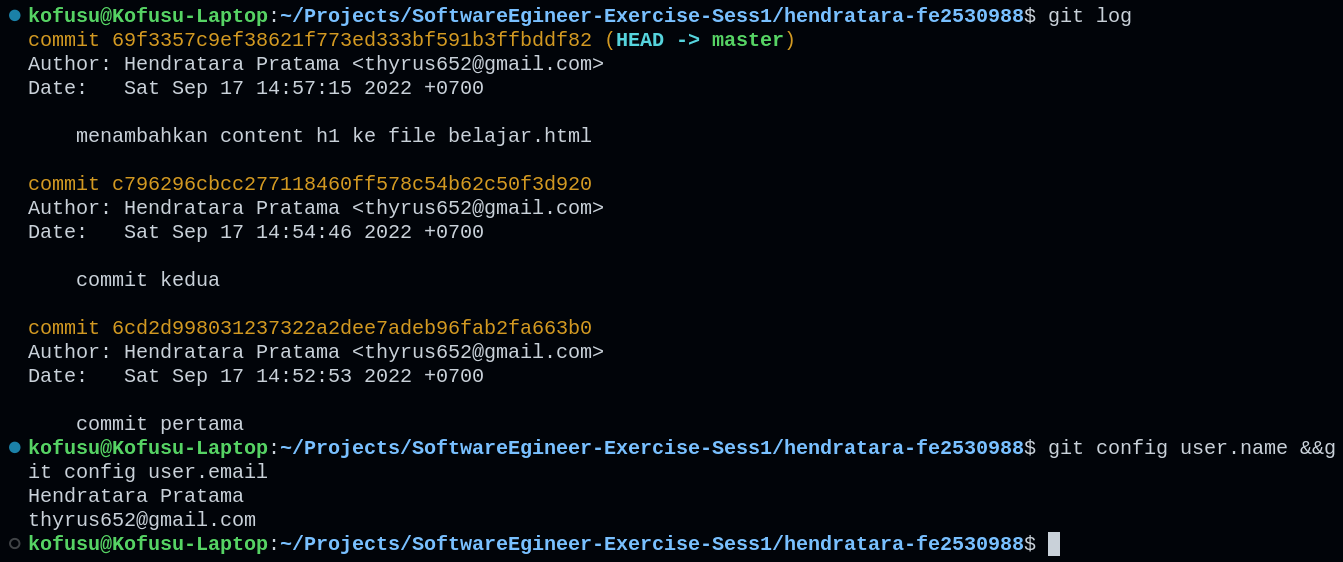 kofusu@Kofusu-Laptop:~/Projects/SoftwareEgineer-Exercise-Sess1/hendratara-fe2530988$ git log
commit 69f3357c9ef38621f773ed333bf591b3ffbddf82 (HEAD -> master)
Author: Hendratara Pratama <thyrus652@gmail.com>
Date:   Sat Sep 17 14:57:15 2022 +0700

    menambahkan content h1 ke file belajar.html

commit c796296cbcc277118460ff578c54b62c50f3d920
Author: Hendratara Pratama <thyrus652@gmail.com>
Date:   Sat Sep 17 14:54:46 2022 +0700

    commit kedua

commit 6cd2d998031237322a2dee7adeb96fab2fa663b0
Author: Hendratara Pratama <thyrus652@gmail.com>
Date:   Sat Sep 17 14:52:53 2022 +0700

    commit pertama
kofusu@Kofusu-Laptop:~/Projects/SoftwareEgineer-Exercise-Sess1/hendratara-fe2530988$ git config user.name &&g
it config user.email
Hendratara Pratama
thyrus652@gmail.com
kofusu@Kofusu-Laptop:~/Projects/SoftwareEgineer-Exercise-Sess1/hendratara-fe2530988$